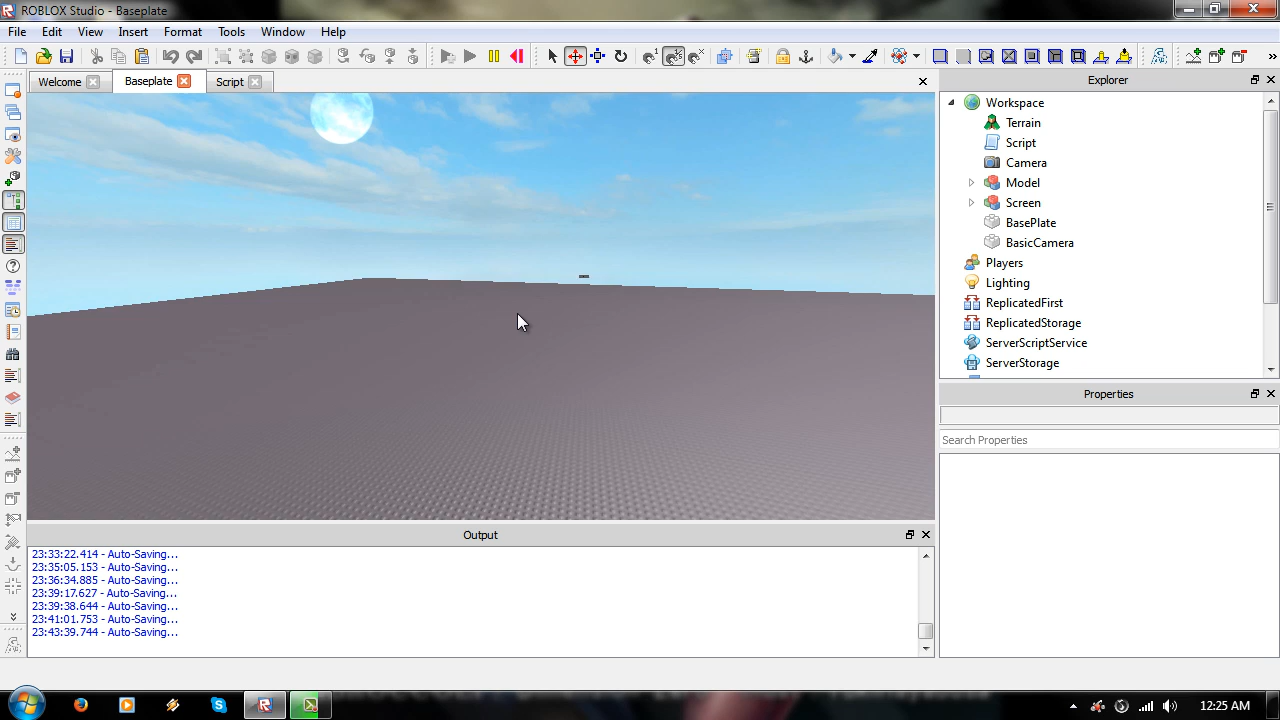 ROBLOX Studio - Baseplate
File Edit View Insert Format Tools Window Help
Welcome Baseplate Script
Explorer
Workspace
Terrain
Script
Camera
Model
Screen
BasePlate
BasicCamera
Players
Lighting
ReplicatedFirst
ReplicatedStorage
ServerScriptService
ServerStorage
Properties
Search Properties
Output
23:33:22.414 - Auto-Saving...
23:35:05.153 - Auto-Saving...
23:36:34.885 - Auto-Saving...
23:39:17.627 - Auto-Saving...
23:39:38.644 - Auto-Saving...
23:41:01.753 - Auto-Saving...
23:43:39.744 - Auto-Saving...
12:25 AM